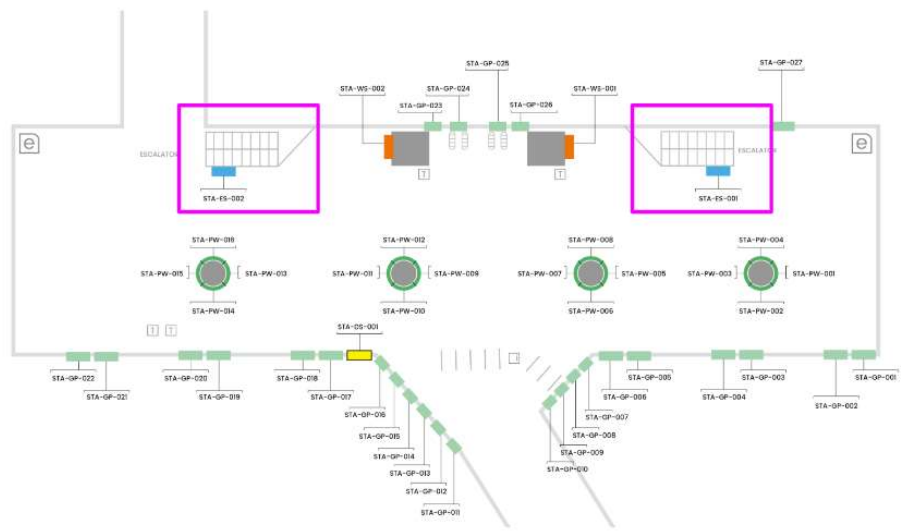 STA-GP-025
STA-GP-027
STA-WS-002
STA-GP-024
STA-WS-001
STA-GP-023
STA-GP-026
e
ESCALATOR
ESCALATOR
e
T
T
STA-ES-002
STA-ES-001
STA-PW-016
STA-PW-012
STA-PW-008
STA-PW-004
STA-PW-015
STA-PW-013
STA-PW-011
STA-PW-009
STA-PW-007
STA-PW-005
STA-PW-003
STA-PW-001
STA-PW-014
STA-PW-010
STA-PW-006
STA-PW-002
T
T
STA-DS-001
STA-GP-022
STA-GP-020
STA-GP-018
STA-GP-005
STA-GP-003
STA-GP-001
STA-GP-021
STA-GP-019
STA-GP-017
STA-GP-006
STA-GP-004
STA-GP-002
STA-GP-016
STA-GP-007
STA-GP-015
STA-GP-008
STA-GP-014
STA-GP-009
STA-GP-013
STA-GP-010
STA-GP-012
STA-GP-011